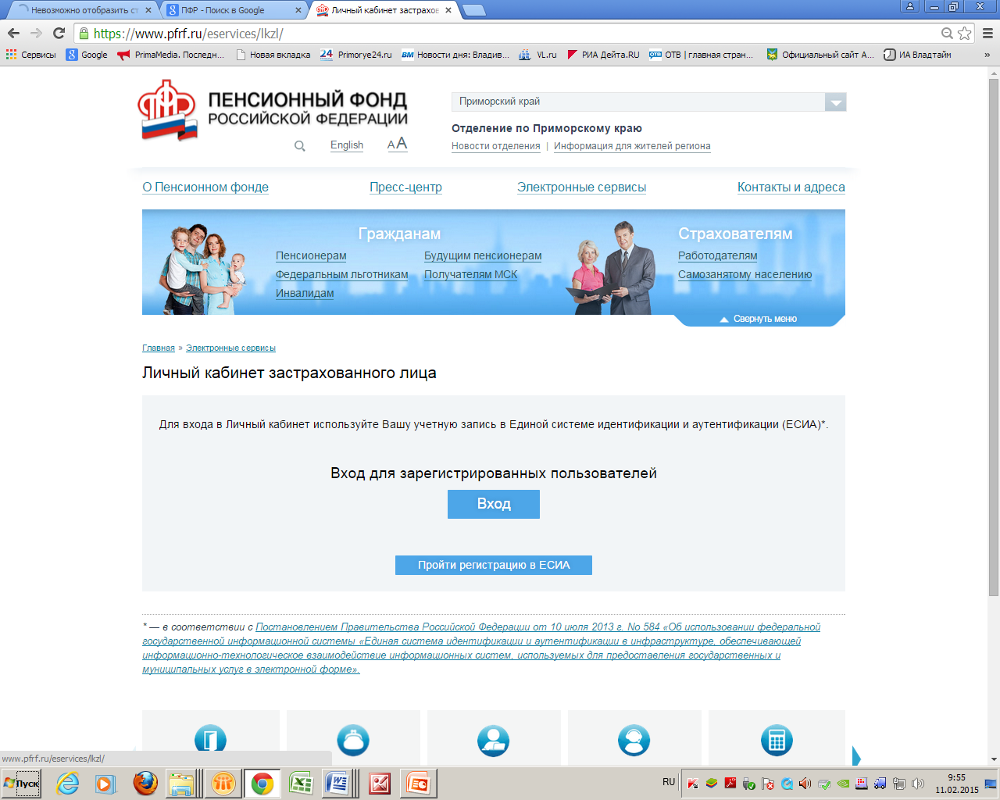 Невозможно отобразить ст
ПФР - Поиск в Google
Личный кабинет застрахов
https://www.pfrf.ru/eservices/lkzl/
Сервисы
Google
PrimaMedia. Последн...
Новая вкладка
24
Primorye24.ru
ВМ
Новости дня: Владив...
VL.ru
РИА Дейта.RU
ОТВ
ОТВ | главная стран...
Официальный сайт А...
ИА Владтайм
»
ПЕНСИОННЫЙ ФОНД
РОССИЙСКОЙ ФЕДЕРАЦИИ
English
А А
Приморский край
Отделение по Приморскому краю
Новости отделения | Информация для жителей региона
О Пенсионном фонде
Пресс-центр
Электронные сервисы
Контакты и адреса
Гражданам
Пенсионерам
Будущим пенсионерам
Федеральным льготникам
Получателям МСК
Инвалидам
Страхователям
Работодателям
Самозанятому населению
Свернуть меню
Главная » Электронные сервисы
Личный кабинет застрахованного лица
Для входа в Личный кабинет используйте Вашу учетную запись в Единой системе идентификации и аутентификации (ЕСИА)*.
Вход для зарегистрированных пользователей
Вход
Пройти регистрацию в ЕСИА
* — в соответствии с Постановлением Правительства Российской Федерации от 10 июля 2013 г. No 584 «Об использовании федеральной
государственной информационной системы «Единая система идентификации и аутентификации в инфраструктуре, обеспечивающей
информационно-технологическое взаимодействие информационных систем, используемых для предоставления государственных и
муниципальных услуг в электронной форме».
www.pfrf.ru/eservices/lkzl/
Пуск
RU
9:55
11.02.2015